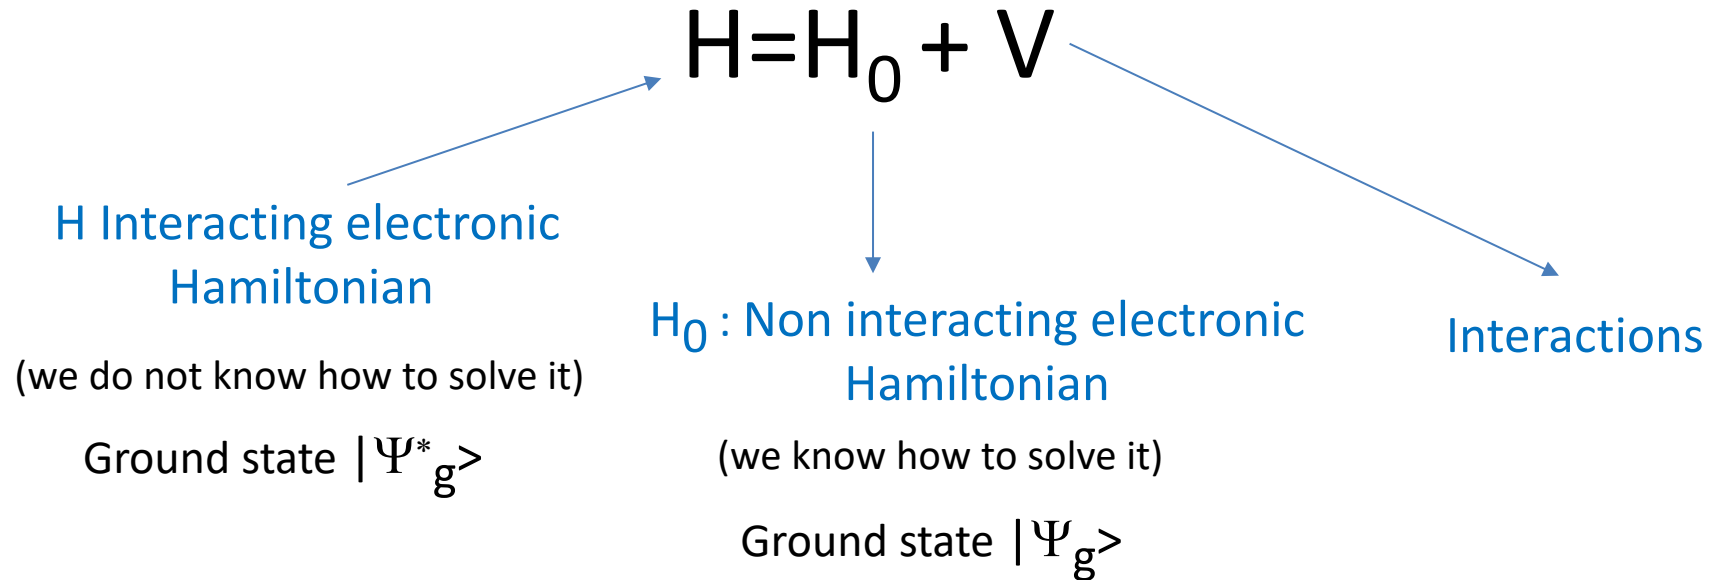 H=H₀ + V
H Interacting electronic
Hamiltonian
(we do not know how to solve it)
Ground state |Ψ*g>
H₀ : Non interacting electronic
Hamiltonian
(we know how to solve it)
Ground state |Ψg>
Interactions